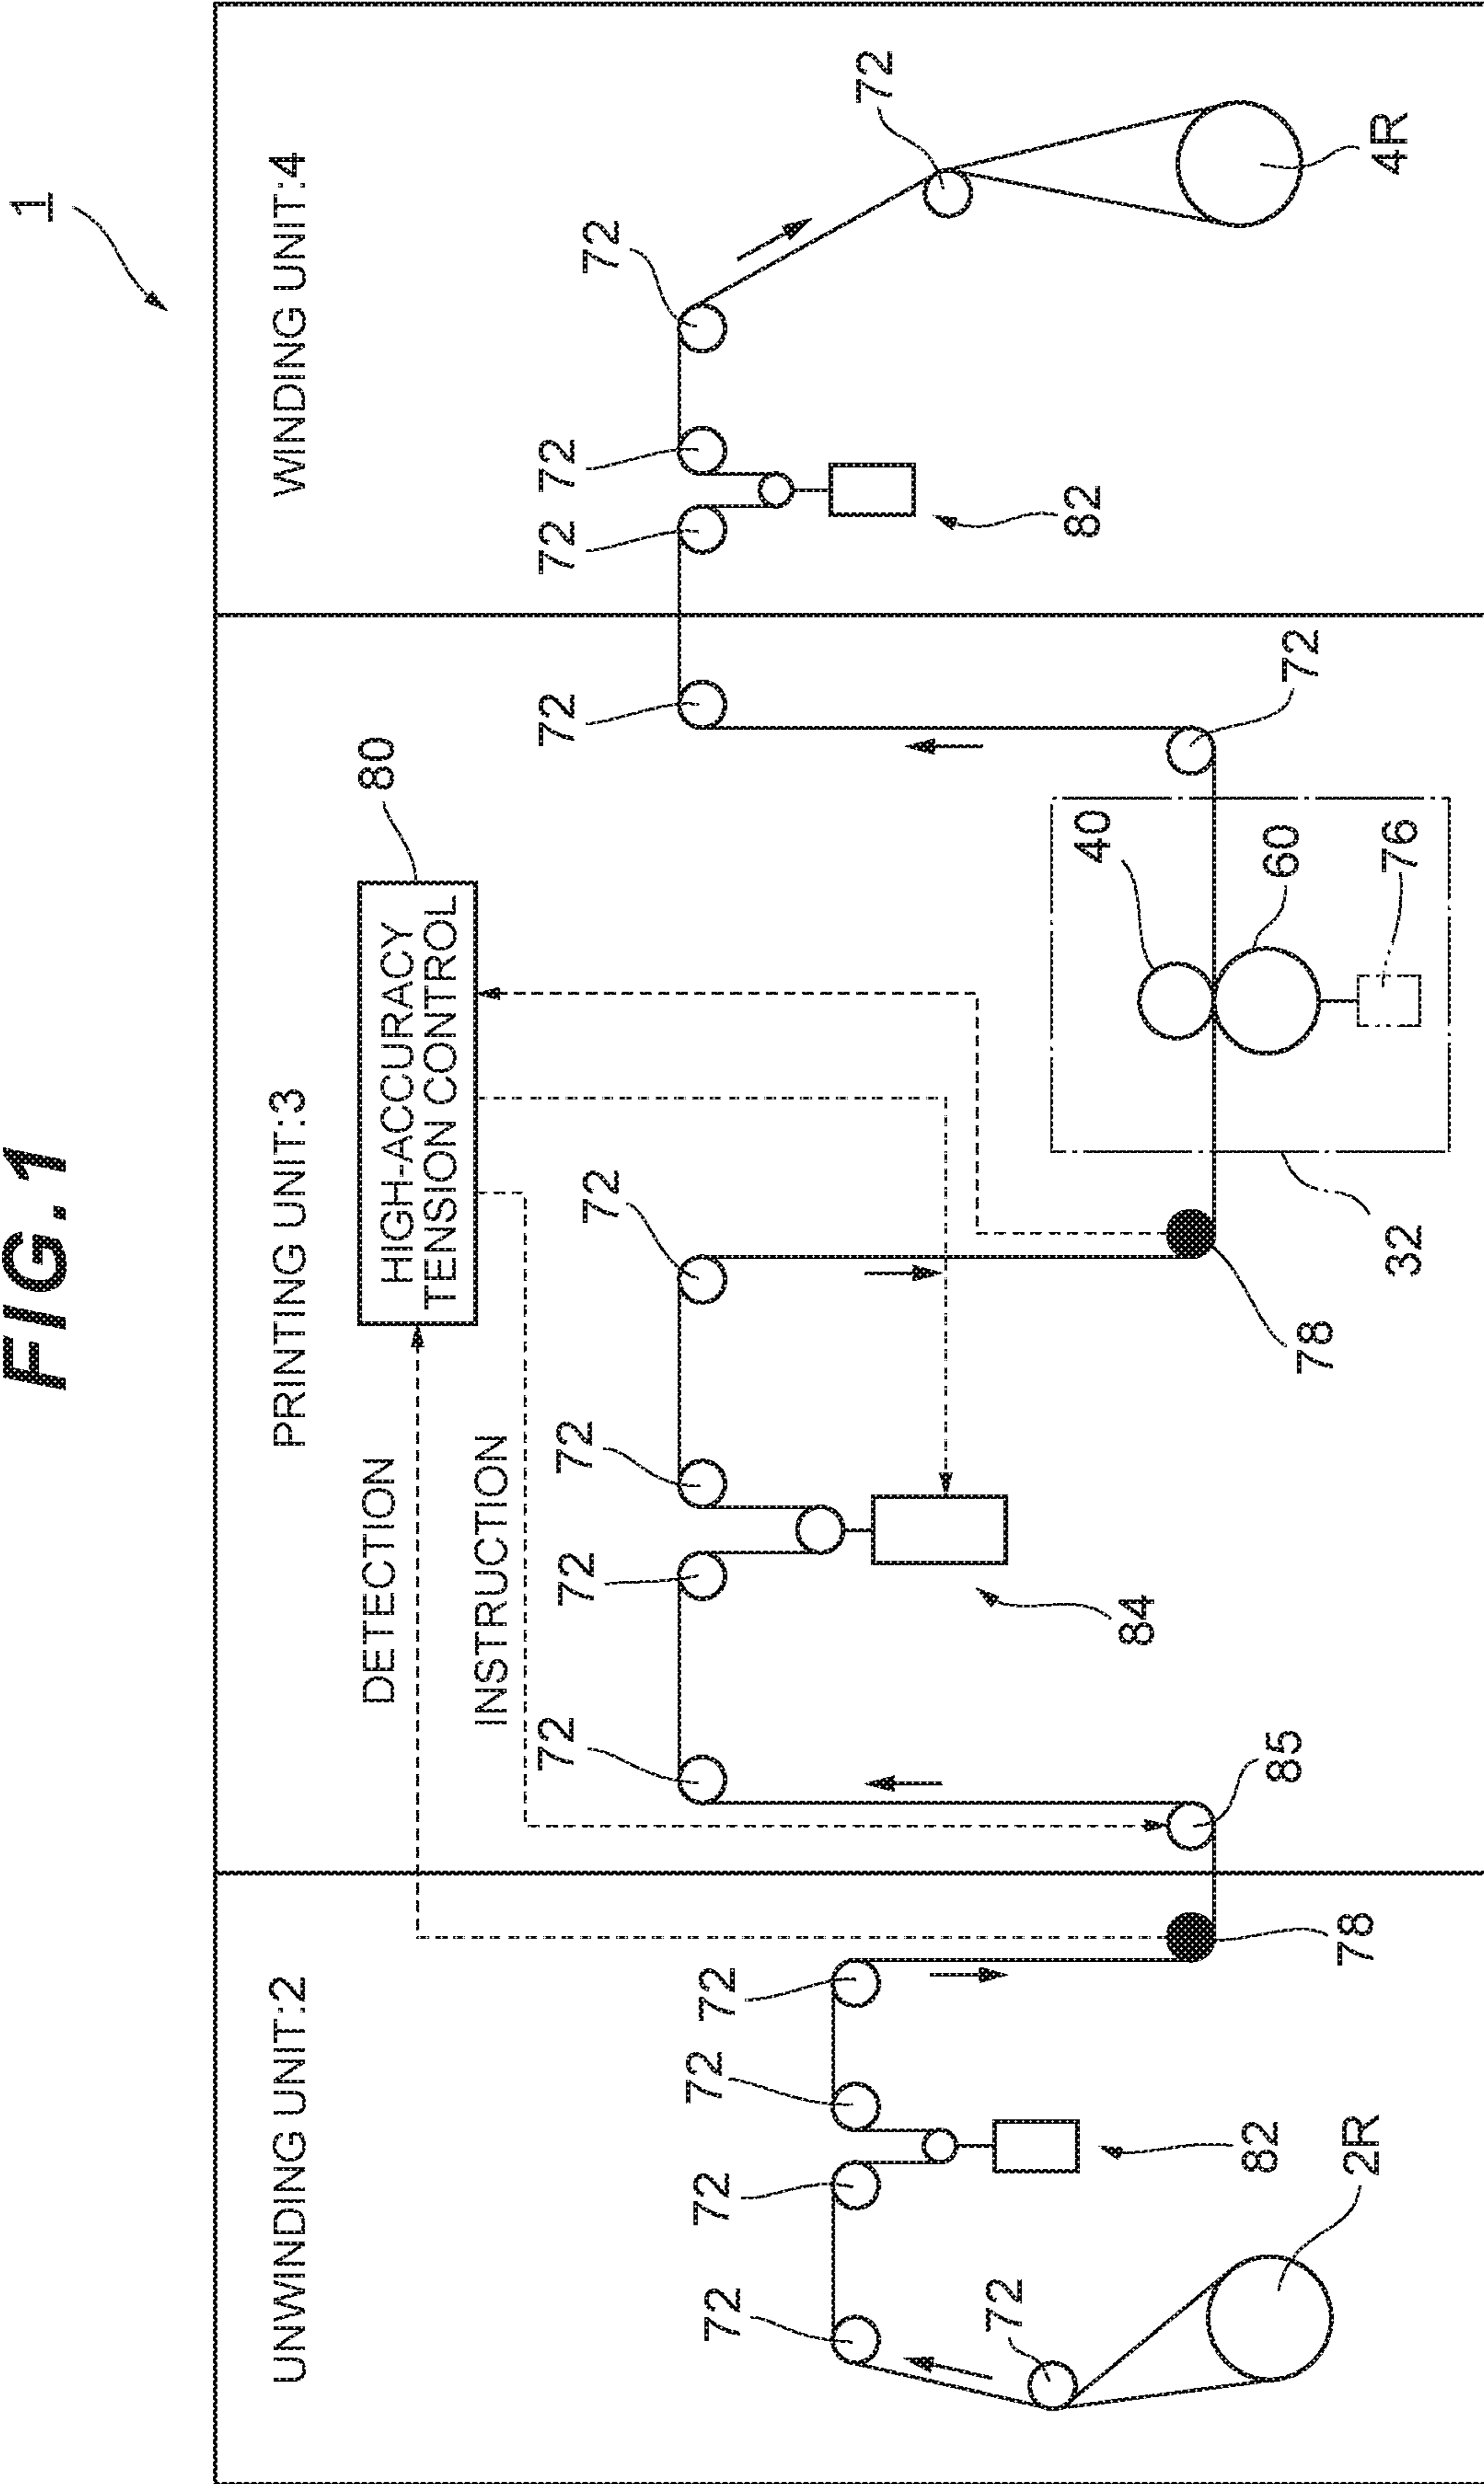 FIG. 1
1
UNWINDING UNIT:2
PRINTING UNIT:3
WINDING UNIT:4
DETECTION
INSTRUCTION
HIGH-ACCURACY
TENSION CONTROL
80
72
72
72
72
72
82
2R
78
85
72
72
72
72
84
78
32
40
60
76
72
72
72
72
72
72
82
4R